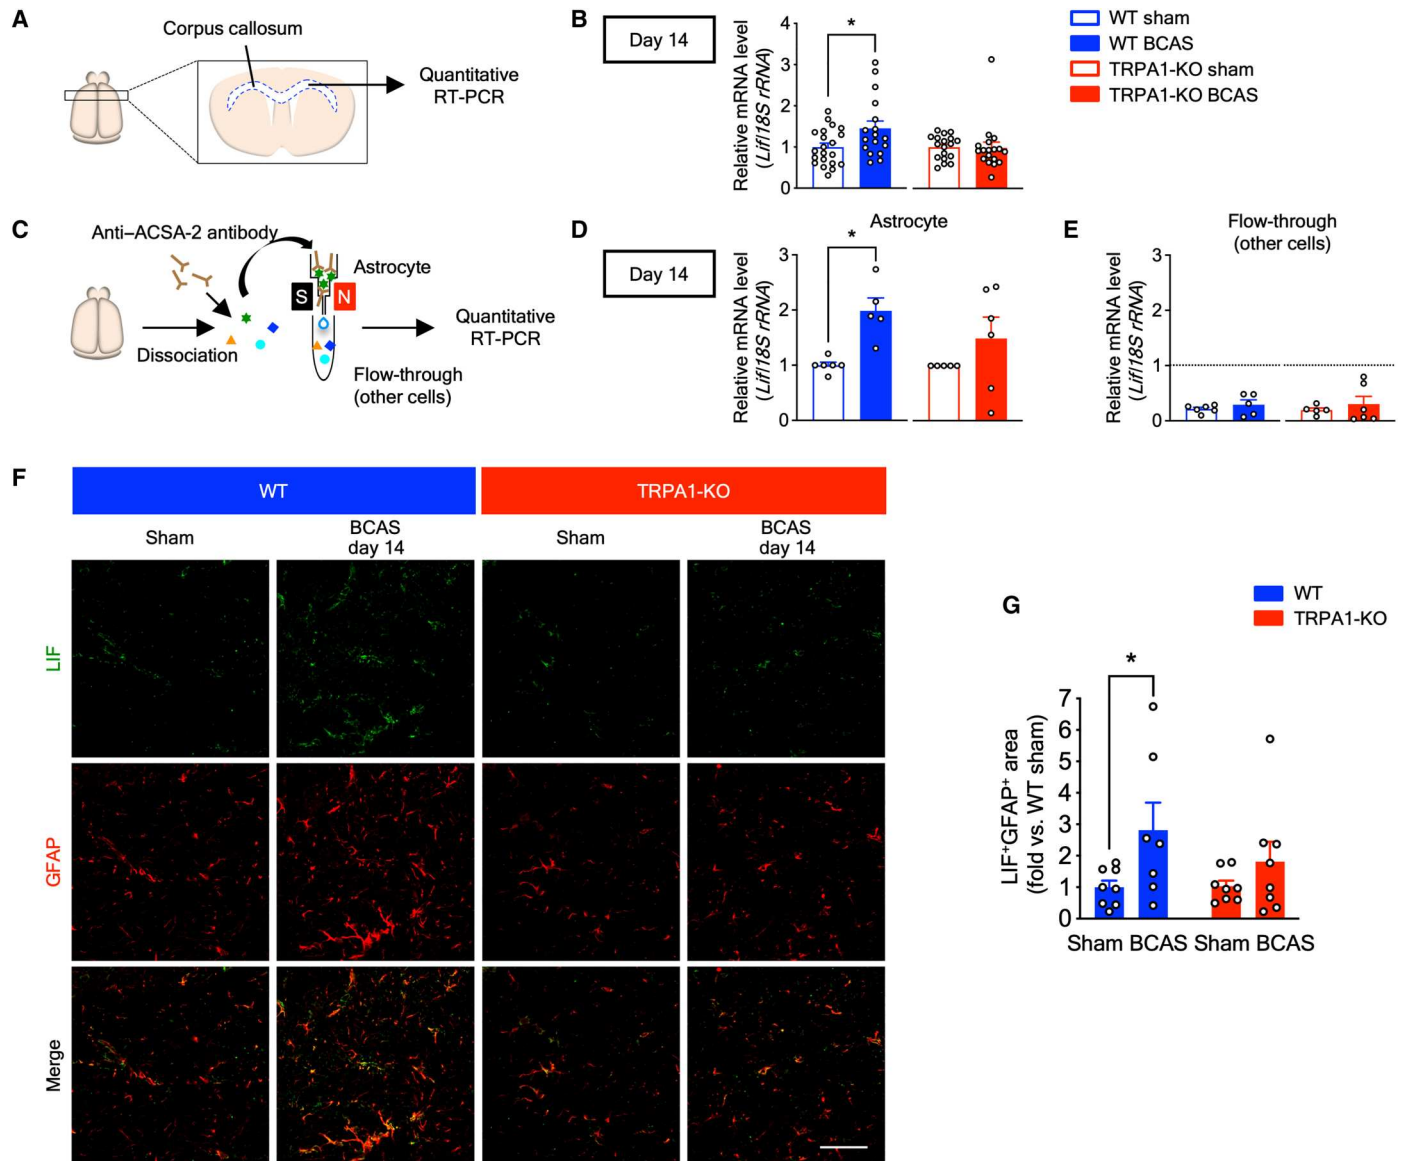 A
Corpus callosum
Quantitative
RT-PCR
B
Day 14
Relative mRNA level
(Lif/18S rRNA)
4
3
2
1
0
*
WT sham
WT BCAS
TRPA1-KO sham
TRPA1-KO BCAS
C
Anti–ACSA-2 antibody
Dissociation
S
N
Astrocyte
Flow-through
(other cells)
Quantitative
RT-PCR
D
Day 14
Astrocyte
Relative mRNA level
(Lif/18S rRNA)
3
2
1
0
*
E
Flow-through
(other cells)
Relative mRNA level
(Lif/18S rRNA)
3
2
1
0
F
WT
TRPA1-KO
Sham
BCAS
day 14
Sham
BCAS
day 14
LIF
GFAP
Merge
G
WT
TRPA1-KO
LIF⁺GFAP⁺ area
(fold vs. WT sham)
7
6
5
4
3
2
1
0
*
Sham BCAS Sham BCAS